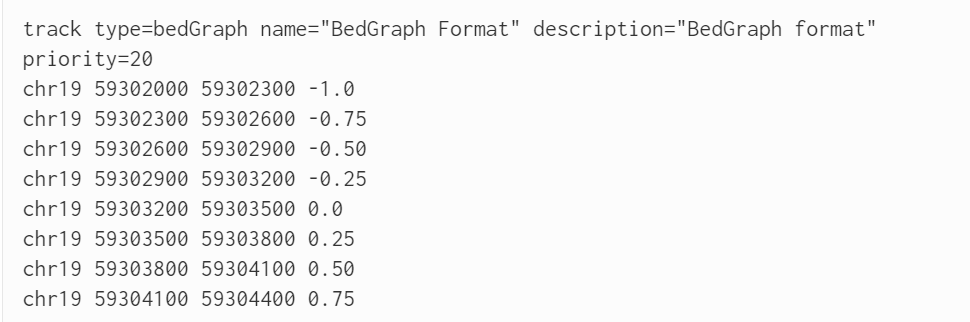 track type=bedGraph name="BedGraph Format" description="BedGraph format"
priority=20
chr19 59302000 59302300 -1.0
chr19 59302300 59302600 -0.75
chr19 59302600 59302900 -0.50
chr19 59302900 59303200 -0.25
chr19 59303200 59303500 0.0
chr19 59303500 59303800 0.25
chr19 59303800 59304100 0.50
chr19 59304100 59304400 0.75